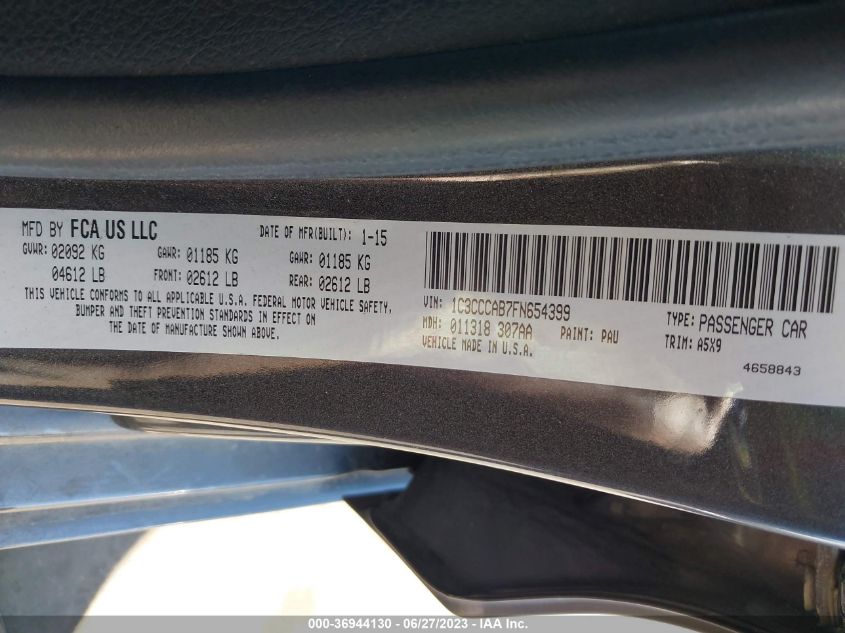 MFD BY FCA US LLC DATE OF MFR(BUILT): 1-15
GVWR: 02092 KG GAWR: 01185 KG GAWR: 01185 KG
04612 LB FRONT: 02612 LB REAR: 02612 LB
THIS VEHICLE CONFORMS TO ALL APPLICABLE U.S.A. FEDERAL MOTOR VEHICLE SAFETY,
BUMPER AND THEFT PREVENTION STANDARDS IN EFFECT ON
THE DATE OF MANUFACTURE SHOWN ABOVE.
VIN: 1C3CCCAB7FN654399 TYPE: PASSENGER CAR
MDH: 011318 307AA PAINT: PAU TRIM: A5X9
VEHICLE MADE IN U.S.A. 4658843
000-36944130 - 06/27/2023 - IAA Inc.